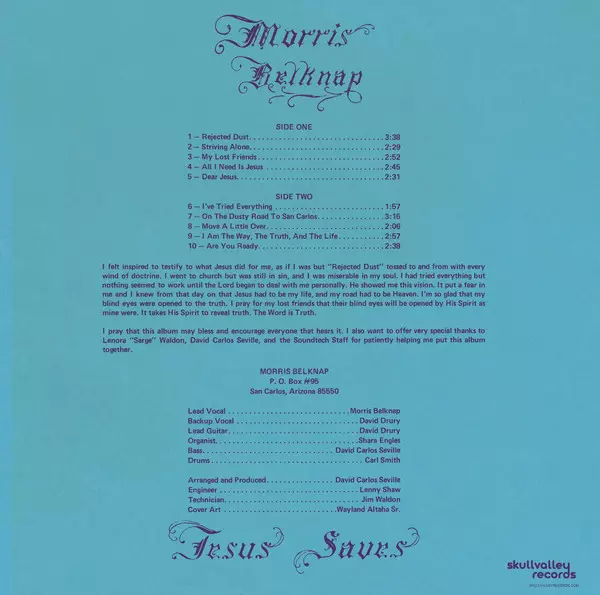 Morris
Belknap
SIDE ONE
1 — Rejected Dust. . . . . . . . . . . . . . . . . . . . . . . . . . . . . . 3:38
2 — Striving Alone. . . . . . . . . . . . . . . . . . . . . . . . . . . . . 2:29
3 — My Lost Friends. . . . . . . . . . . . . . . . . . . . . . . . . . . 2:52
4 — All I Need Is Jesus . . . . . . . . . . . . . . . . . . . . . . . . . 2:45
5 — Dear Jesus. . . . . . . . . . . . . . . . . . . . . . . . . . . . . . . 2:31
SIDE TWO
6 — I've Tried Everything . . . . . . . . . . . . . . . . . . . . . . . 1:57
7 — On The Dusty Road To San Carlos. . . . . . . . . . . . . . 3:15
8 — Move A Little Over. . . . . . . . . . . . . . . . . . . . . . . . . 2:06
9 — I Am The Way, The Truth, And The Life. . . . . . . . . . 2:57
10 — Are You Ready. . . . . . . . . . . . . . . . . . . . . . . . . . . 2:39
I felt inspired to testify to what Jesus did for me, as if I was but "Rejected Dust" tossed to and from with every
wind of doctrine. I went to church but was still in sin, and I was miserable in my soul. I had tried everything but
nothing seemed to work until the Lord began to deal with me personally. He showed me this vision. It put a fear in
me and I knew from that day on that Jesus had to be my life, and my road had to be Heaven. I'm so glad that my
blind eyes were opened to the truth. I pray for my lost friends that their blind eyes will be opened by His Spirit as
mine were. It takes His Spirit to reveal truth. The Word is Truth.
I pray that this album may bless and encourage everyone that hears it. I also want to offer very special thanks to
Lenora "Sarge" Waldon, David Carlos Seville, and the Soundtech Staff for patiently helping me put this album
together.
MORRIS BELKNAP
P. O. Box #95
San Carlus, Arizona 85550
Lead Vocal . . . . . . . . . . . . . . . . . . . . . Morris Belknap
Backup Vocal . . . . . . . . . . . . . . . . . . . . . David Drury
Lead Guitar. . . . . . . . . . . . . . . . . . . . . . . David Drury
Organist. . . . . . . . . . . . . . . . . . . . . . . . . Shara Engles
Bass. . . . . . . . . . . . . . . . . . . . . . . David Carlos Seville
Drums . . . . . . . . . . . . . . . . . . . . . . . . . . . Carl Smith
Arranged and Produced. . . . . . . . . . . . David Carlos Seville
Engineer . . . . . . . . . . . . . . . . . . . . . . . . . Lenny Shaw
Technician. . . . . . . . . . . . . . . . . . . . . . . . Jim Waldon
Cover Art . . . . . . . . . . . . . . . . . . . Wayland Altaha Sr.
Jesus Saves
skullvalley
records